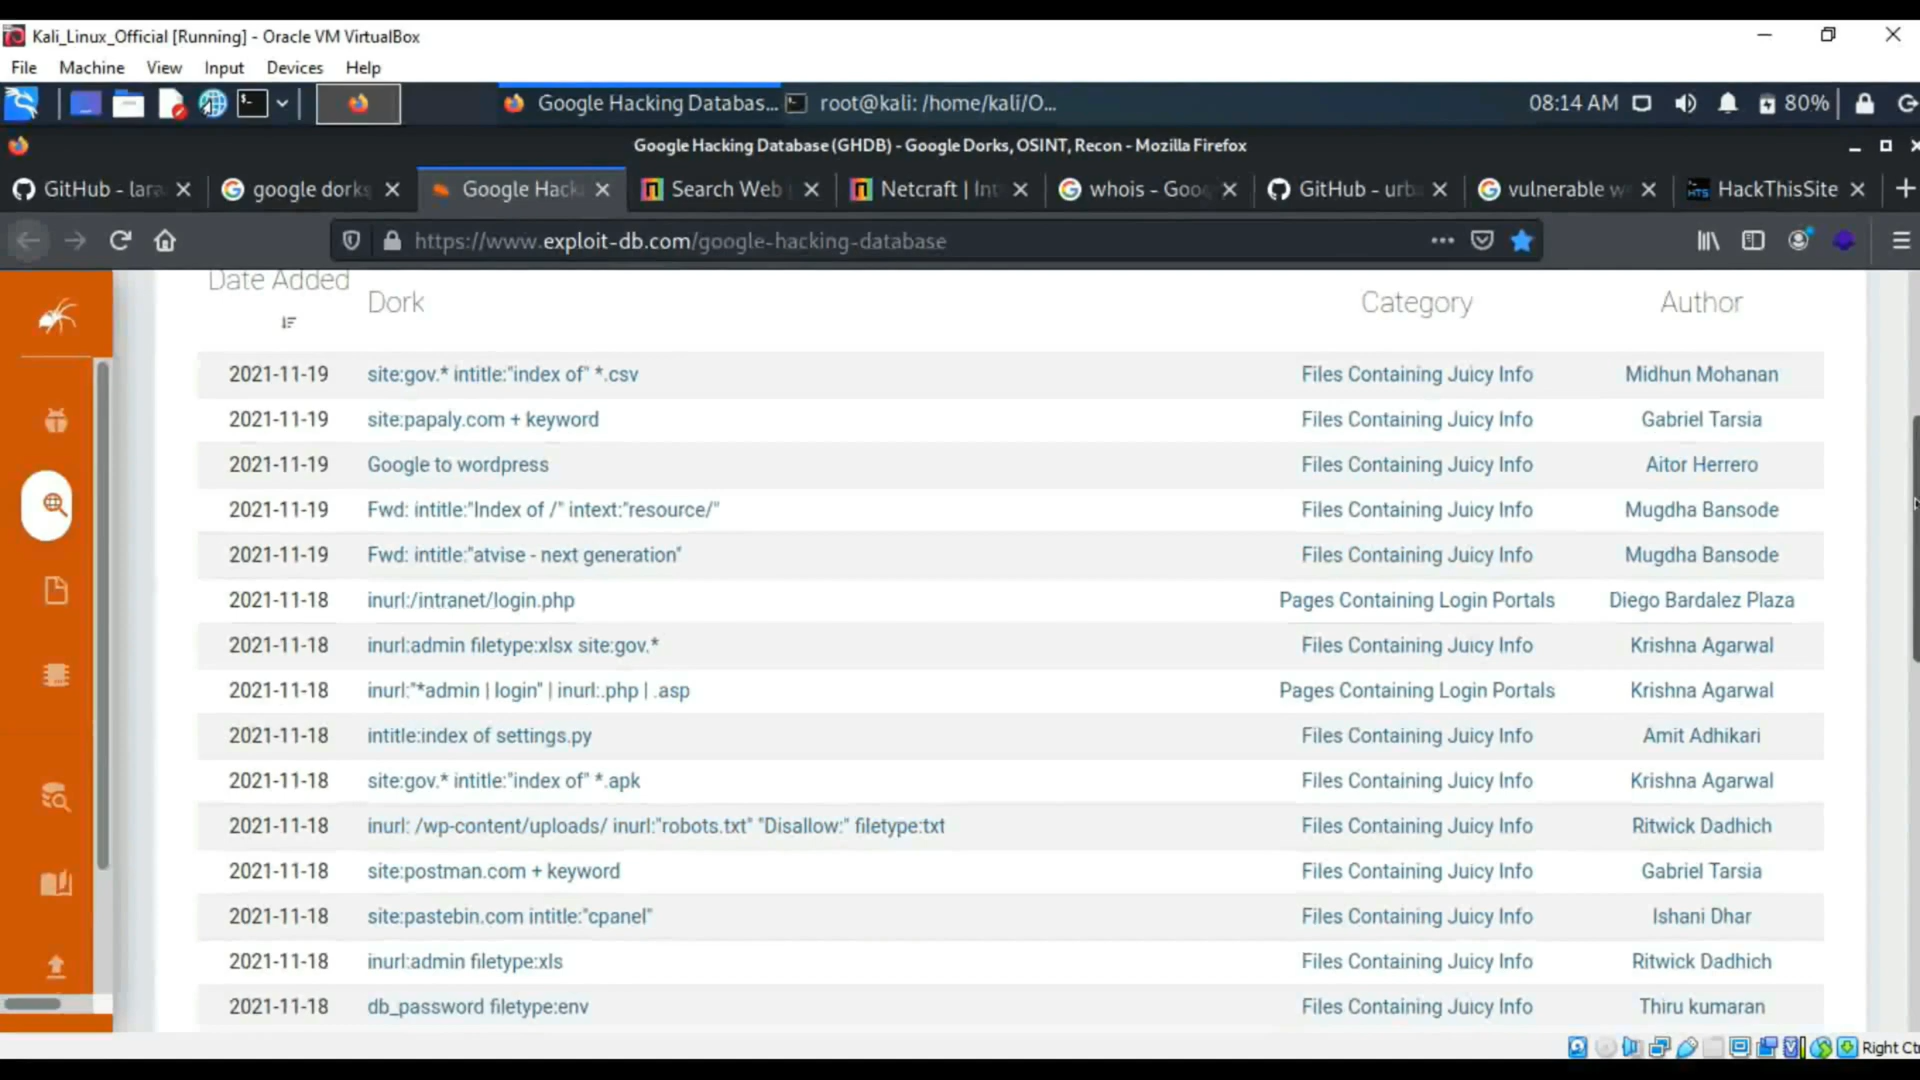 Kali_Linux_Official [Running] - Oracle VM VirtualBox
File Machine View Input Devices Help
Google Hacking Databas... root@kali: /home/kali/O... 08:14 AM 80%
Google Hacking Database (GHDB) - Google Dorks, OSINT, Recon - Mozilla Firefox
GitHub - lara google dorks Google Hack Search Web Netcraft | Int whois - Goog GitHub - urb vulnerable w HTS HackThisSite
https://www.exploit-db.com/google-hacking-database
Date Added Dork Category Author
2021-11-19 site:gov.* intitle:"index of" *.csv Files Containing Juicy Info Midhun Mohanan
2021-11-19 site:papaly.com + keyword Files Containing Juicy Info Gabriel Tarsia
2021-11-19 Google to wordpress Files Containing Juicy Info Aitor Herrero
2021-11-19 Fwd: intitle:"Index of /" intext:"resource/" Files Containing Juicy Info Mugdha Bansode
2021-11-19 Fwd: intitle:"atvise - next generation" Files Containing Juicy Info Mugdha Bansode
2021-11-18 inurl:/intranet/login.php Pages Containing Login Portals Diego Bardalez Plaza
2021-11-18 inurl:admin filetype:xlsx site:gov.* Files Containing Juicy Info Krishna Agarwal
2021-11-18 inurl:"*admin | login" | inurl:.php | .asp Pages Containing Login Portals Krishna Agarwal
2021-11-18 intitle:index of settings.py Files Containing Juicy Info Amit Adhikari
2021-11-18 site:gov.* intitle:"index of" *.apk Files Containing Juicy Info Krishna Agarwal
2021-11-18 inurl: /wp-content/uploads/ inurl:"robots.txt" "Disallow:" filetype:txt Files Containing Juicy Info Ritwick Dadhich
2021-11-18 site:postman.com + keyword Files Containing Juicy Info Gabriel Tarsia
2021-11-18 site:pastebin.com intitle:"cpanel" Files Containing Juicy Info Ishani Dhar
2021-11-18 inurl:admin filetype:xls Files Containing Juicy Info Ritwick Dadhich
2021-11-18 db_password filetype:env Files Containing Juicy Info Thiru kumaran
Right Ct